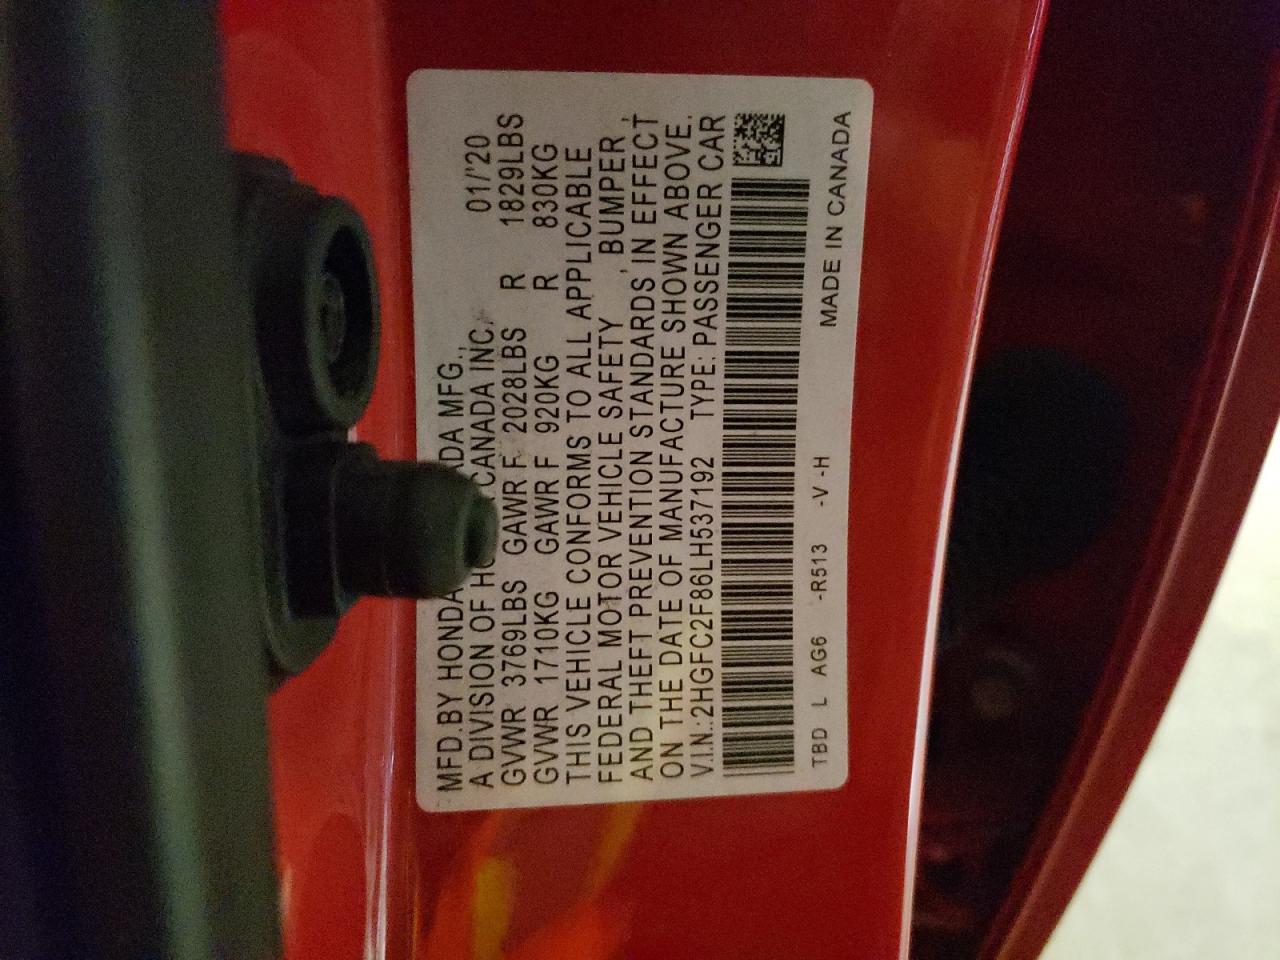 MFD.BY HONDA ADA MFG., 01/'20
A DIVISION OF HO CANADA INC.
GVWR 3769LBS GAWR F 2028LBS R 1829LBS
GVWR 1710KG GAWR F 920KG R 830KG
THIS VEHICLE CONFORMS TO ALL APPLICABLE
FEDERAL MOTOR VEHICLE SAFETY , BUMPER ,
AND THEFT PREVENTION STANDARDS IN EFFECT
ON THE DATE OF MANUFACTURE SHOWN ABOVE.
V.I.N.:2HGFC2F86LH537192 TYPE: PASSENGER CAR
TBD L AG6 -R513 -V -H MADE IN CANADA